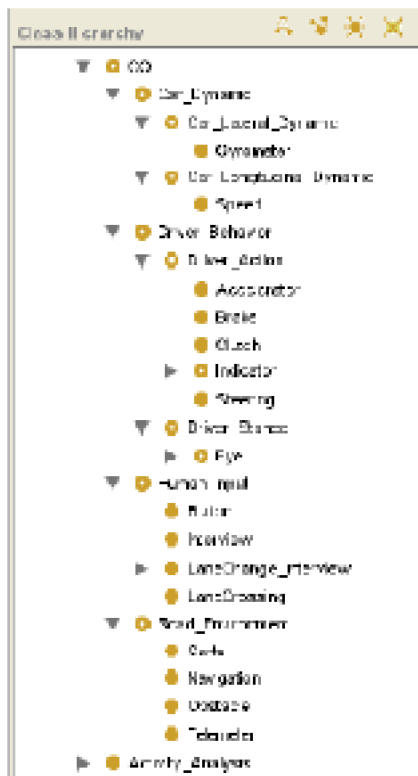 Class Hierarchy
Car_Dynamic
Car_Lateral_Dynamic
Gyrometer
Car_Longitudinal_Dynamic
Speed
Driver_Behavior
Driver_Action
Accelerator
Brake
Clutch
Indicator
Steering
Driver_Stance
Eye
Human_Input
Button
Interview
LaneChange_Interview
LaneCrossing
Road_Environment
Navigation
Obstacle
Telemeter
Activity_Analysis